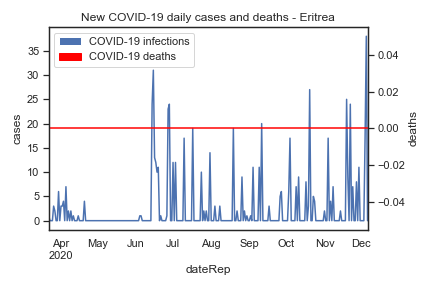 New COVID-19 daily cases and deaths - Eritrea
COVID-19 infections
COVID-19 deaths
cases
35
30
25
20
15
10
5
0
0.04
0.02
0.00
−0.02
−0.04
deaths
Apr May Jun Jul Aug Sep Oct Nov Dec
2020
dateRep